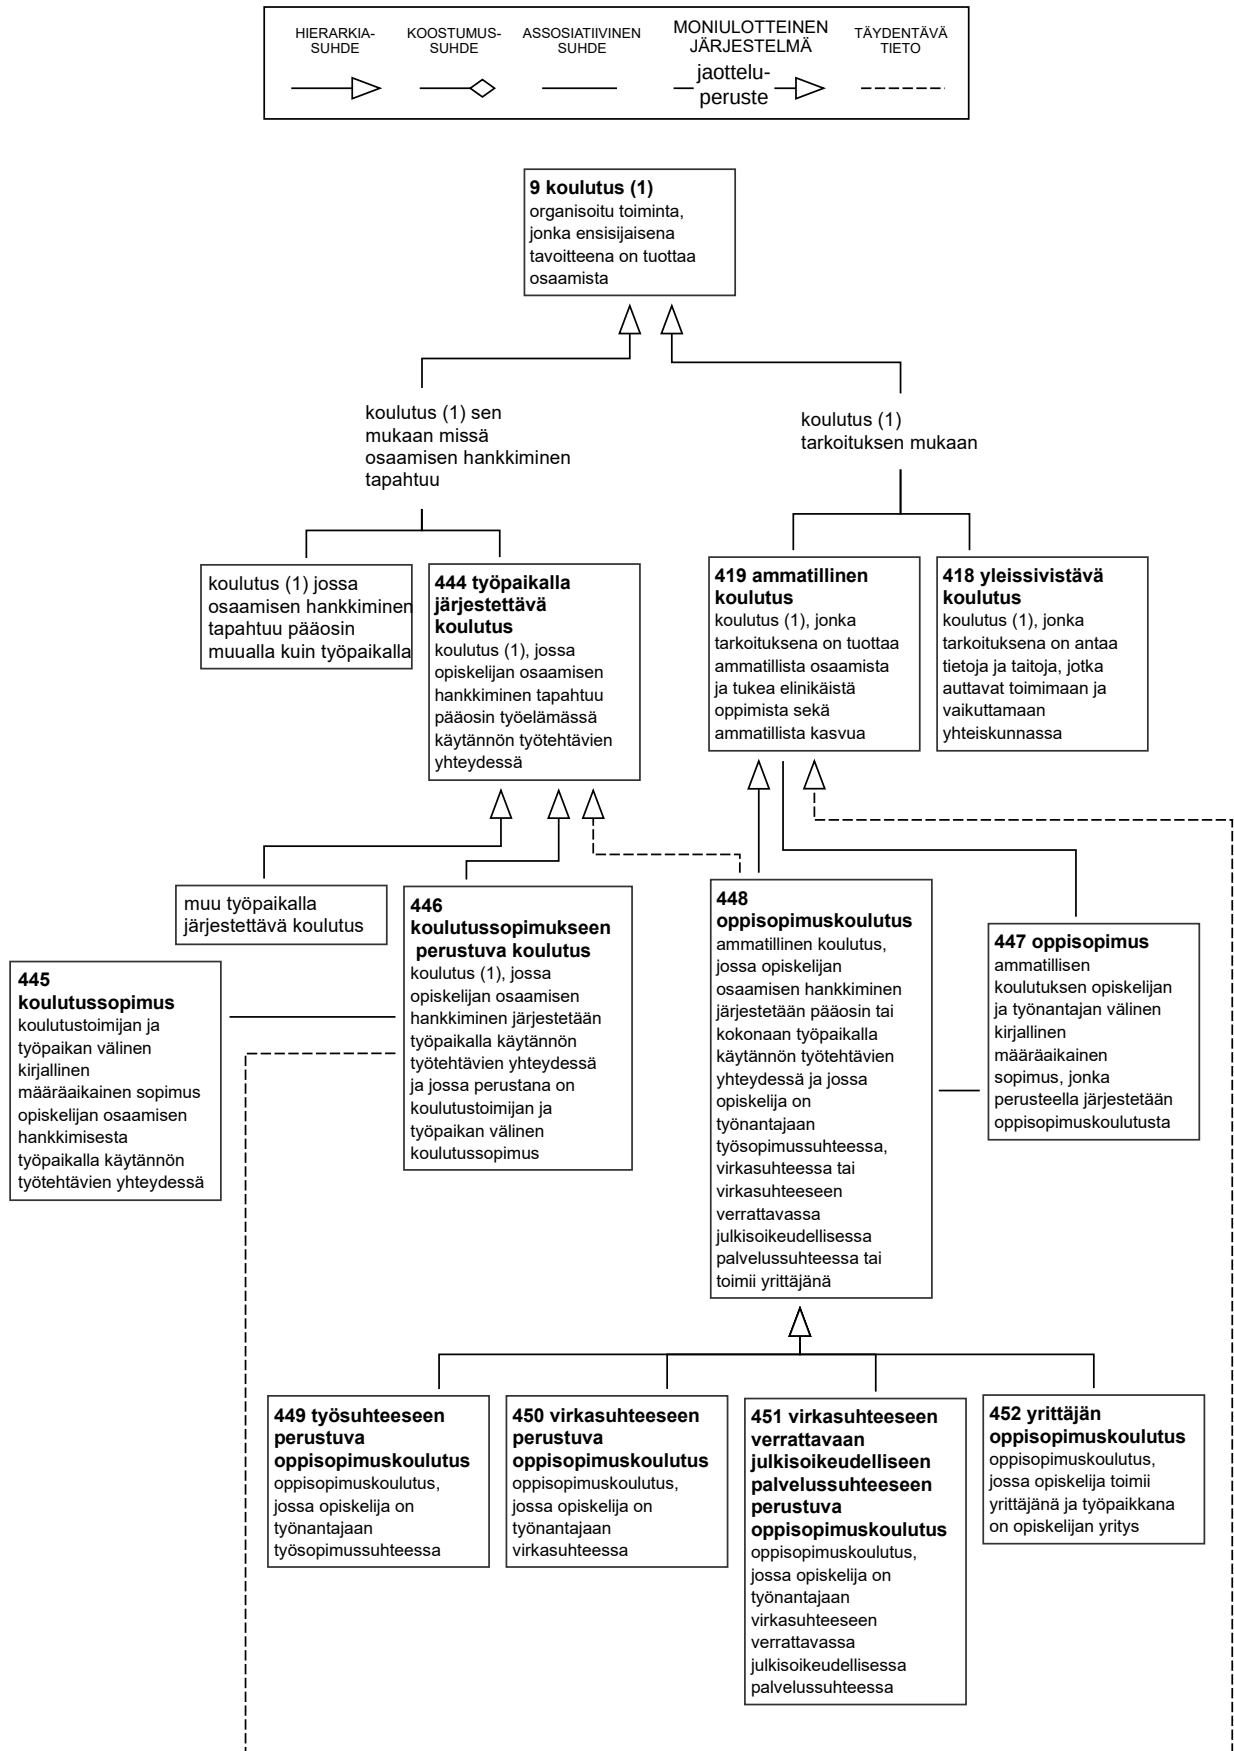 HIERARKIA-
SUHDE
KOOSTUMUS-
SUHDE
ASSOSIATIIVINEN
SUHDE
MONIULOTTEINEN
JÄRJESTELMÄ
jaottelu-
peruste
TÄYDENTÄVÄ
TIETO
9 koulutus (1)
organisoitu toiminta,
jonka ensisijaisena
tavoitteena on tuottaa
osaamista
koulutus (1) sen
mukaan missä
osaamisen hankkiminen
tapahtuu
koulutus (1)
tarkoituksen mukaan
koulutus (1) jossa
osaamisen hankkiminen
tapahtuu pääosin
muualla kuin työpaikalla
444 työpaikalla
järjestettävä
koulutus
koulutus (1), jossa
opiskelijan osaamisen
hankkiminen tapahtuu
pääosin työelämässä
käytännön työtehtävien
yhteydessä
419 ammatillinen
koulutus
koulutus (1), jonka
tarkoituksena on tuottaa
ammatillista osaamista
ja tukea elinikäistä
oppimista sekä
ammatillista kasvua
418 yleissivistävä
koulutus
koulutus (1), jonka
tarkoituksena on antaa
tietoja ja taitoja, jotka
auttavat toimimaan ja
vaikuttamaan
yhteiskunnassa
muu työpaikalla
järjestettävä koulutus
445
koulutussopimus
koulutustoimijan ja
työpaikan välinen
kirjallinen
määräaikainen sopimus
opiskelijan osaamisen
hankkimisesta
työpaikalla käytännön
työtehtävien yhteydessä
446
koulutussopimukseen
perustuva koulutus
koulutus (1), jossa
opiskelijan osaamisen
hankkiminen järjestetään
työpaikalla käytännön
työtehtävien yhteydessä
ja jossa perustana on
koulutustoimijan ja
työpaikan välinen
koulutussopimus
448
oppisopimuskoulutus
ammatillinen koulutus,
jossa opiskelijan
osaamisen hankkiminen
järjestetään pääosin tai
kokonaan työpaikalla
käytännön työtehtävien
yhteydessä ja jossa
opiskelija on
työnantajaan
työsopimussuhteessa,
virkasuhteessa tai
virkasuhteeseen
verrattavassa
julkisoikeudellisessa
palvelussuhteessa tai
toimii yrittäjänä
447 oppisopimus
ammatillisen
koulutuksen opiskelijan
ja työnantajan välinen
kirjallinen
määräaikainen
sopimus, jonka
perusteella järjestetään
oppisopimuskoulutusta
449 työsuhteeseen
perustuva
oppisopimuskoulutus
oppisopimuskoulutus,
jossa opiskelija on
työnantajaan
työsopimussuhteessa
450 virkasuhteeseen
perustuva
oppisopimuskoulutus
oppisopimuskoulutus,
jossa opiskelija on
työnantajaan
virkasuhteessa
451 virkasuhteeseen
verrattavaan
julkisoikeudelliseen
palvelussuhteeseen
perustuva
oppisopimuskoulutus
oppisopimuskoulutus,
jossa opiskelija on
työnantajaan
virkasuhteeseen
verrattavassa
julkisoikeudellisessa
palvelussuhteessa
452 yrittäjän
oppisopimuskoulutus
oppisopimuskoulutus,
jossa opiskelija toimii
yrittäjänä ja työpaikkana
on opiskelijan yritys